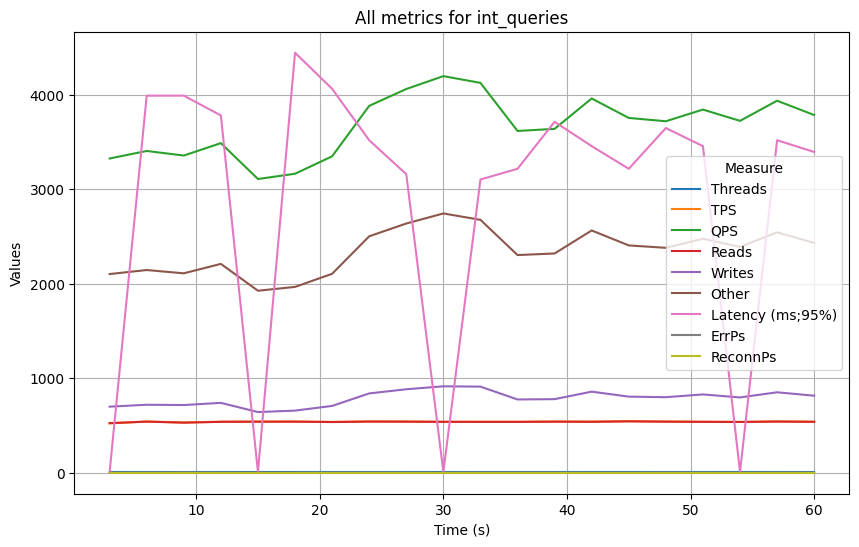 All metrics for int_queries
Values
4000
3000
2000
1000
0
Measure
Threads
TPS
QPS
Reads
Writes
Other
Latency (ms;95%)
ErrPs
ReconnPs
10 20 30 40 50 60
Time (s)